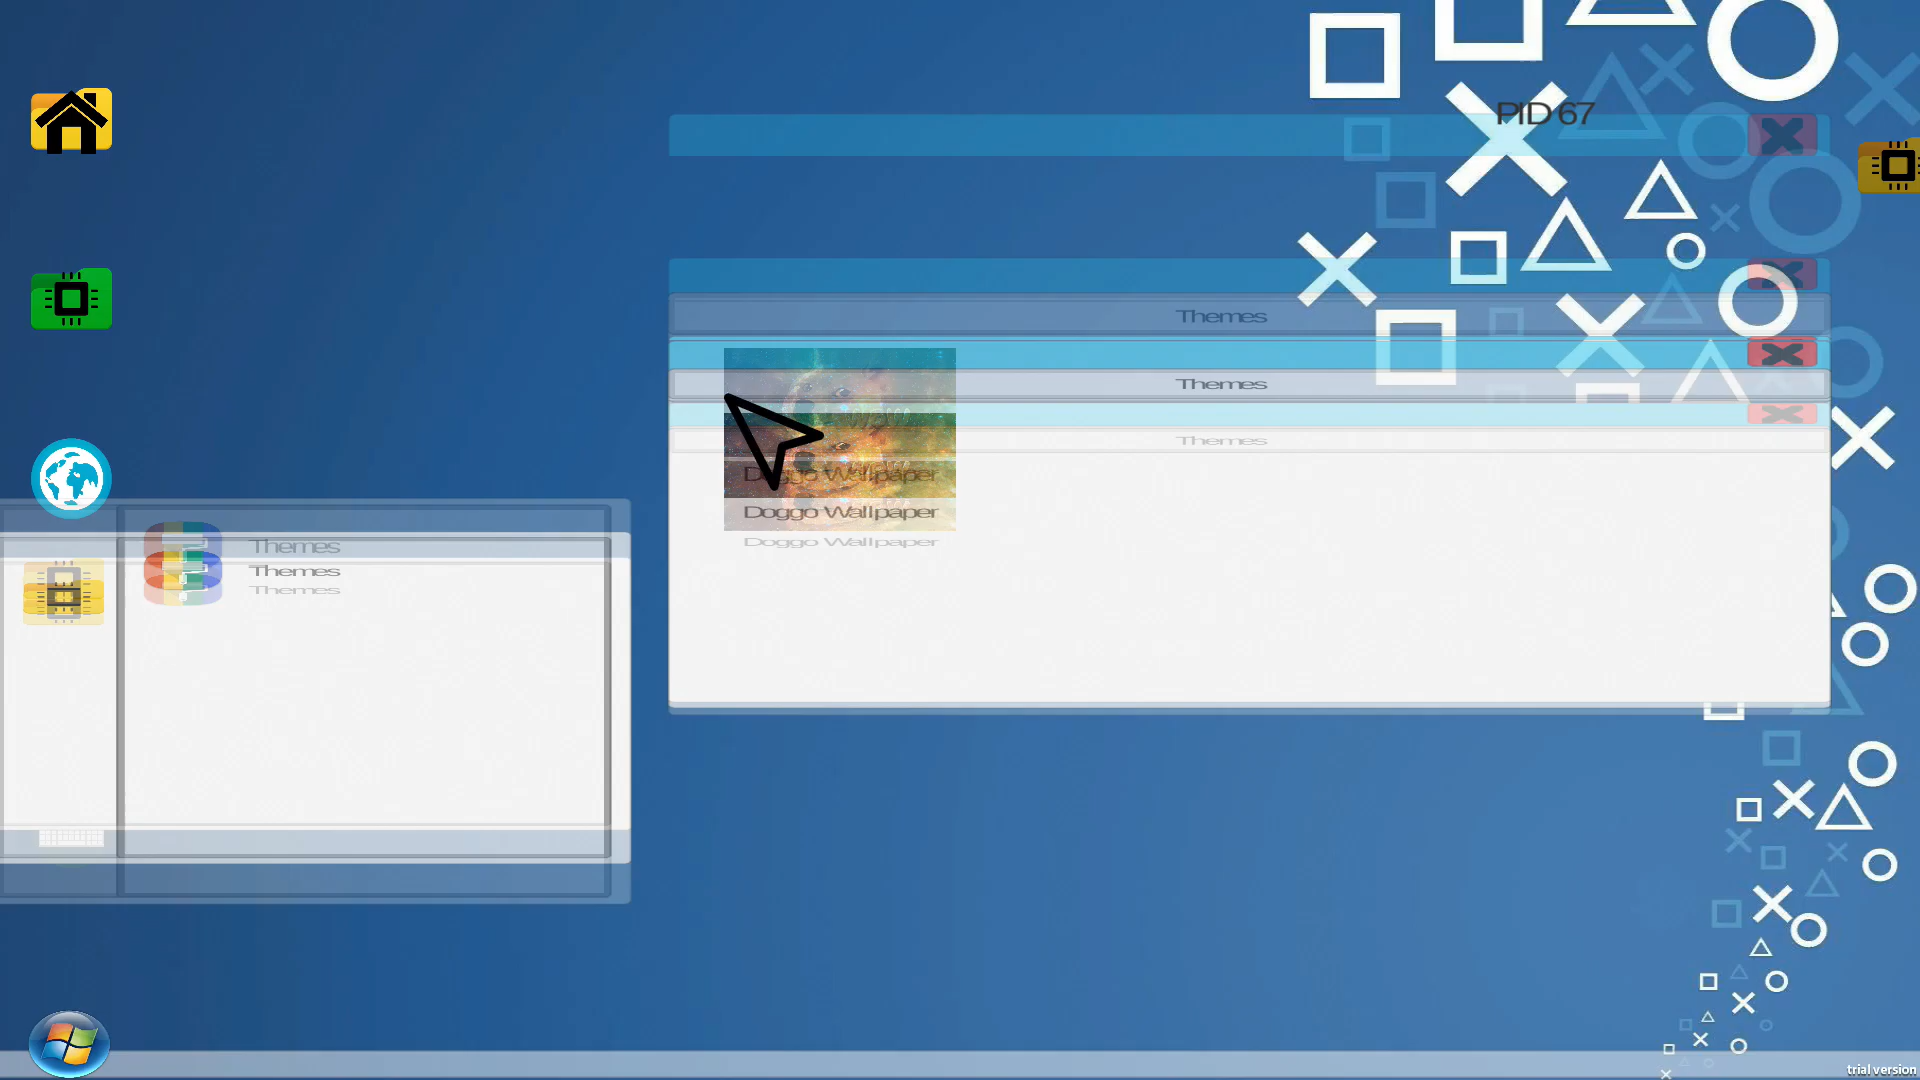 PID 67
Themes
Themes
Themes
Doggo Wallpaper
Doggo Wallpaper
Doggo Wallpaper
Themes
Themes
Themes
trial version